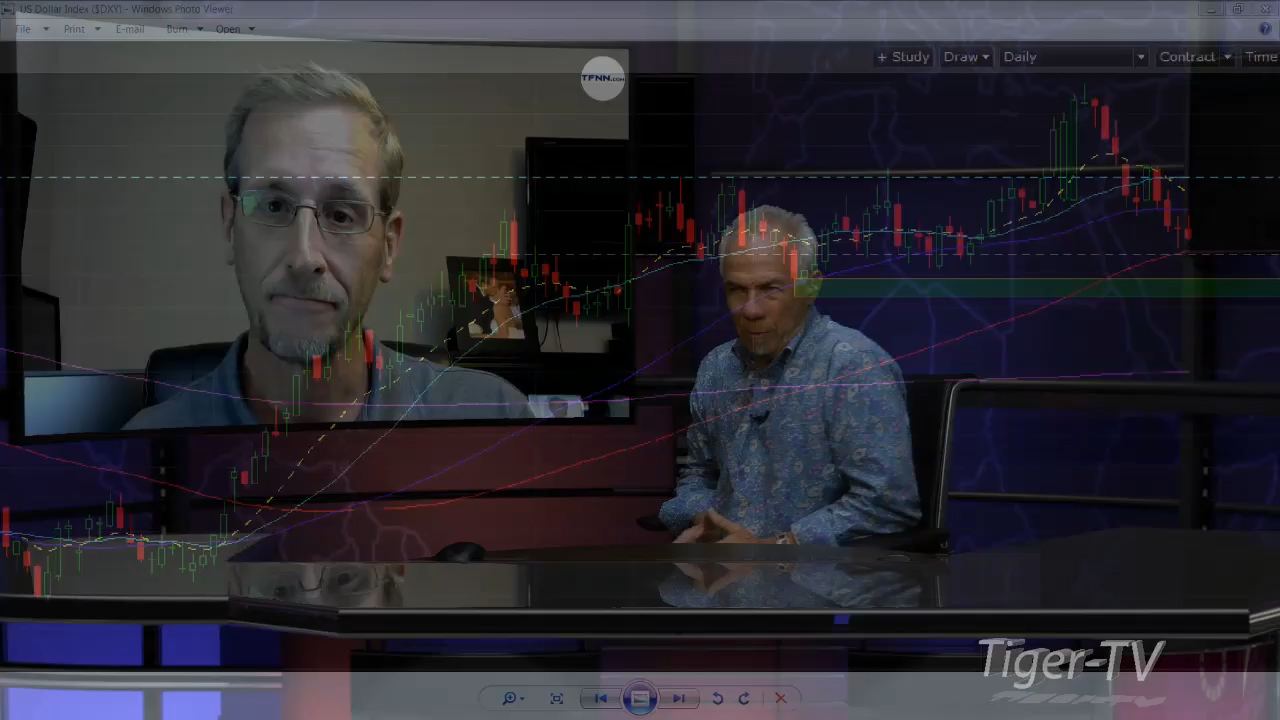 US Dollar Index ($DXY) - Windows Photo Viewer
File Print E-mail Burn Open
TFNN.COM
+ Study Draw Daily Contract Time
Tiger-TV